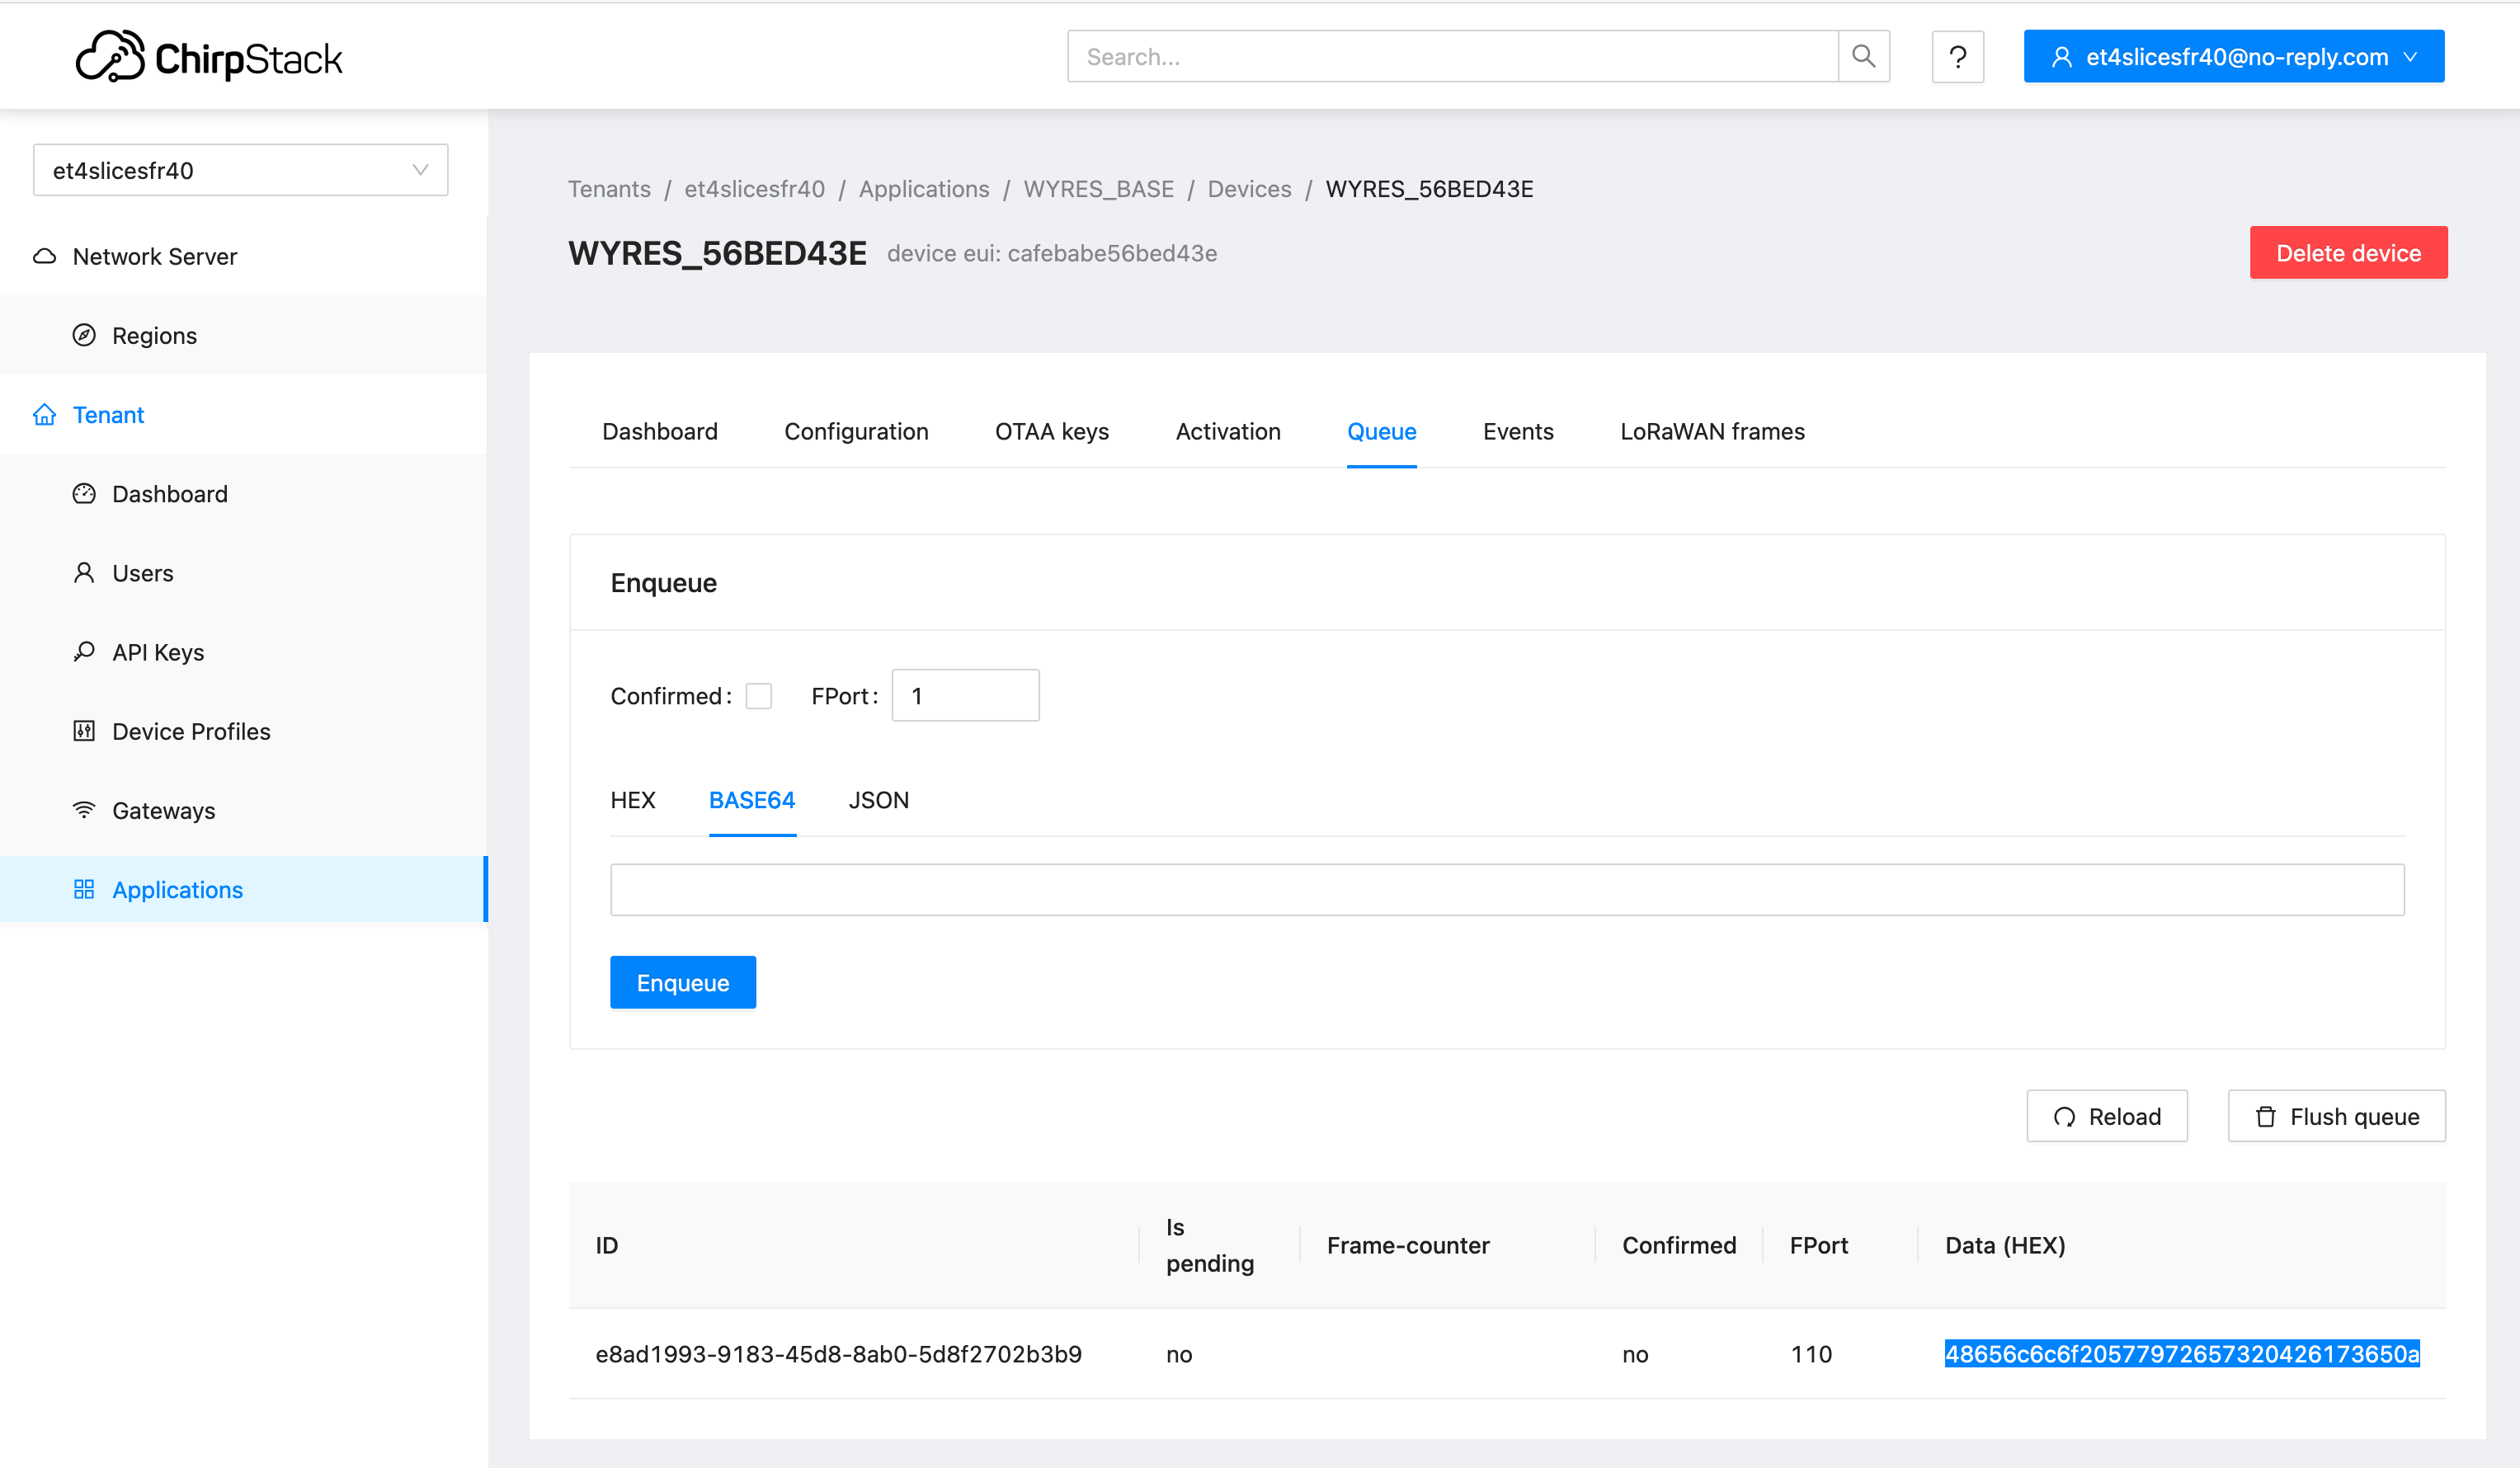 ChirpStack
Search...
?
et4slicesfr40@no-reply.com
et4slicesfr40
Network Server
Regions
Tenant
Dashboard
Users
API Keys
Device Profiles
Gateways
Applications
Tenants / et4slicesfr40 / Applications / WYRES_BASE / Devices / WYRES_56BED43E
WYRES_56BED43E device eui: cafebabe56bed43e
Delete device
Dashboard Configuration OTAA keys Activation Queue Events LoRaWAN frames
Enqueue
Confirmed: FPort: 1
HEX BASE64 JSON
Enqueue
Reload Flush queue
ID Is pending Frame-counter Confirmed FPort Data (HEX)
e8ad1993-9183-45d8-8ab0-5d8f2702b3b9 no no 110 48656c6c6f20577972657320426173650a